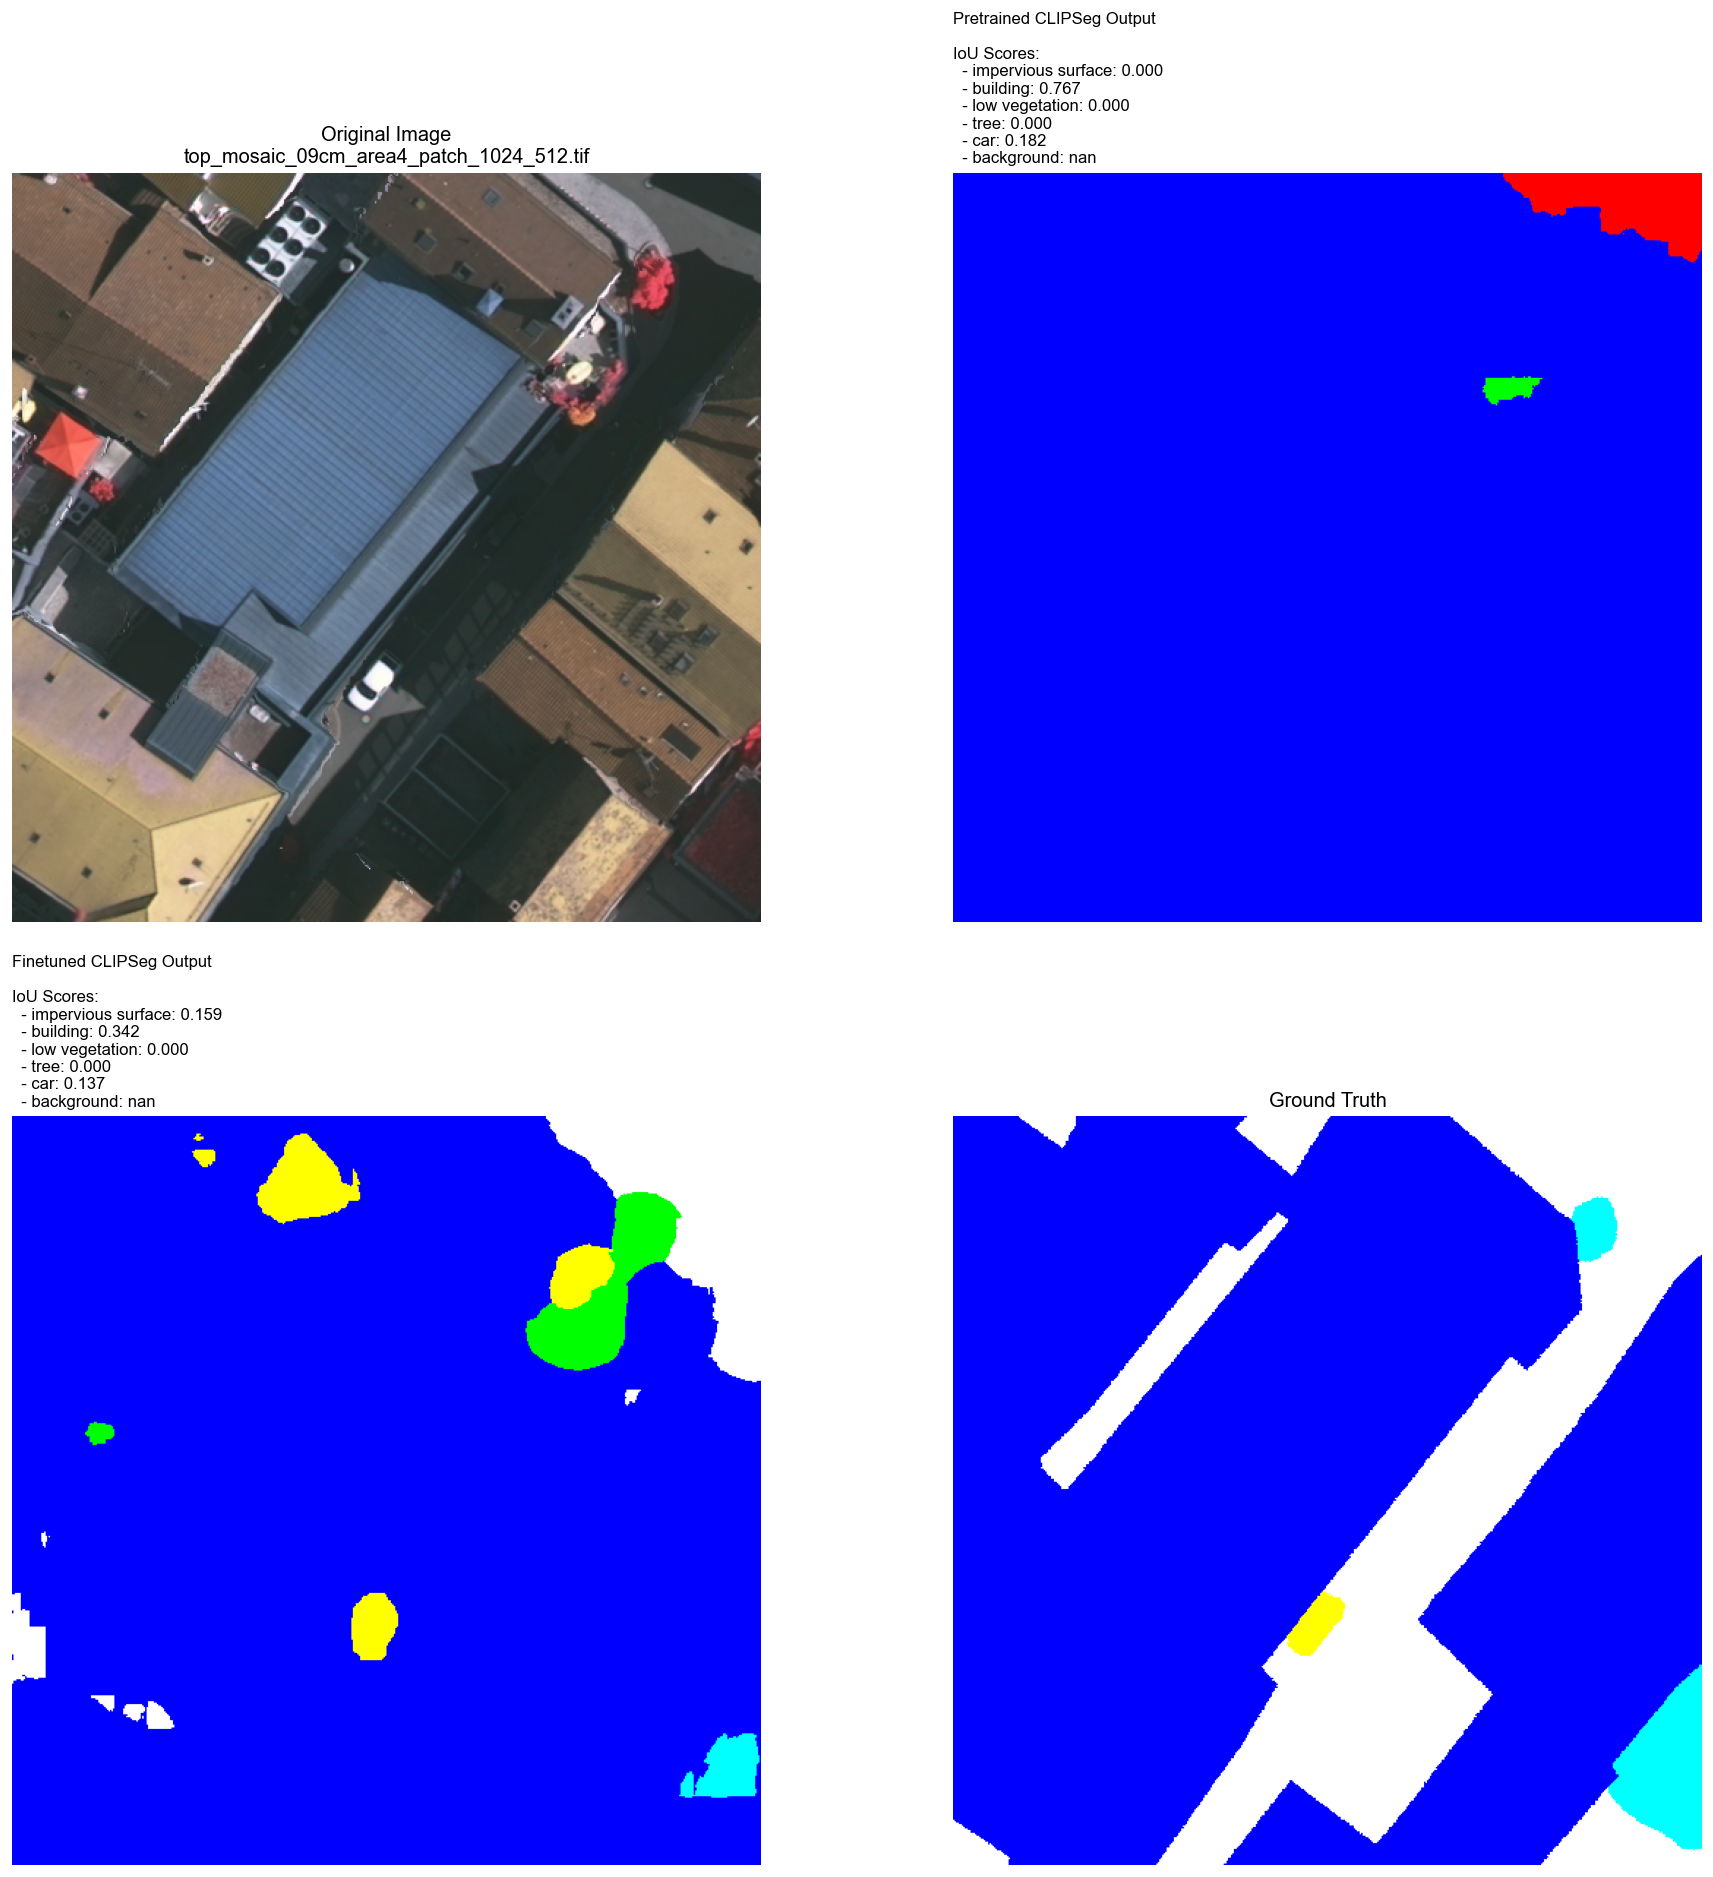 Original Image
top_mosaic_09cm_area4_patch_1024_512.tif
Pretrained CLIPSeg Output
IoU Scores:
- impervious surface: 0.000
- building: 0.767
- low vegetation: 0.000
- tree: 0.000
- car: 0.182
- background: nan
Finetuned CLIPSeg Output
IoU Scores:
- impervious surface: 0.159
- building: 0.342
- low vegetation: 0.000
- tree: 0.000
- car: 0.137
- background: nan
Ground Truth